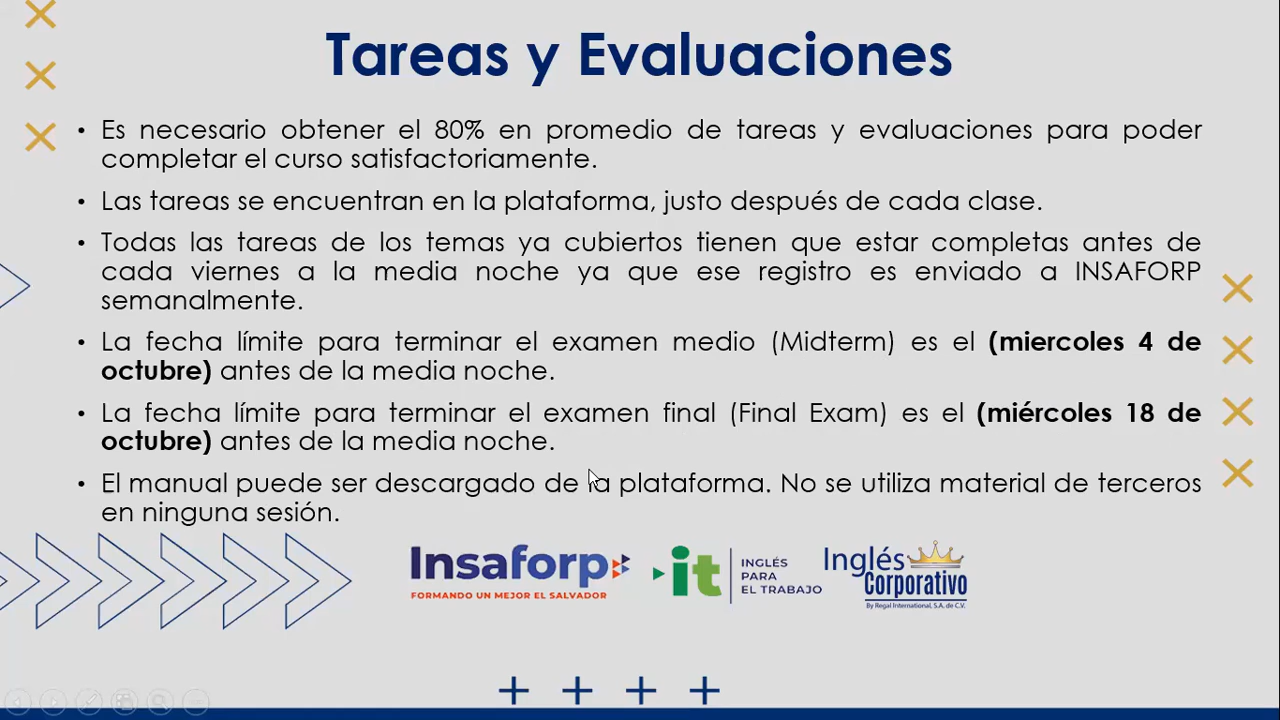 Tareas y Evaluaciones
• Es necesario obtener el 80% en promedio de tareas y evaluaciones para poder
completar el curso satisfactoriamente.
• Las tareas se encuentran en la plataforma, justo después de cada clase.
• Todas las tareas de los temas ya cubiertos tienen que estar completas antes de
cada viernes a la media noche ya que ese registro es enviado a INSAFORP
semanalmente.
• La fecha límite para terminar el examen medio (Midterm) es el (miercoles 4 de
octubre) antes de la media noche.
• La fecha límite para terminar el examen final (Final Exam) es el (miércoles 18 de
octubre) antes de la media noche.
• El manual puede ser descargado de la plataforma. No se utiliza material de terceros
en ninguna sesión.
Insaforp
FORMANDO UN MEJOR EL SALVADOR
it
INGLÉS
PARA
EL TRABAJO
Inglés
Corporativo
By Regal International, S.A. de C.V.